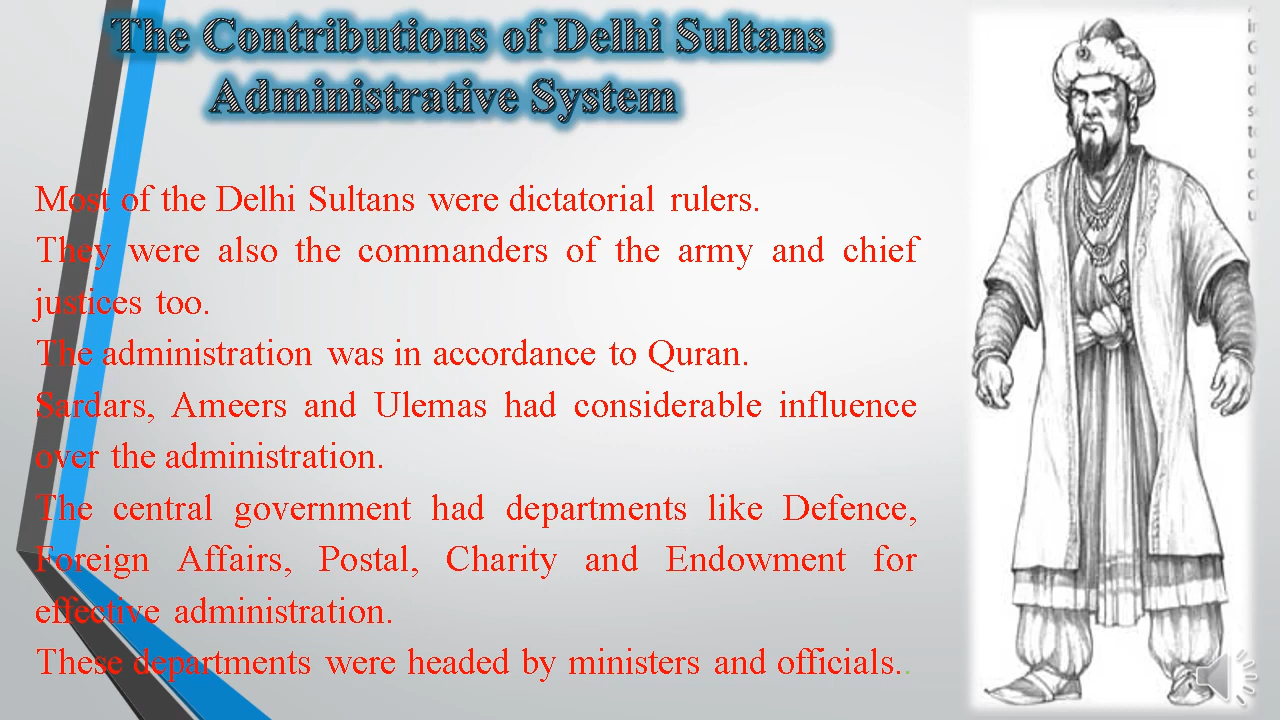 The Contributions of Delhi Sultans
Administrative System
Most of the Delhi Sultans were dictatorial rulers.
They were also the commanders of the army and chief
justices too.
The administration was in accordance to Quran.
Sardars, Ameers and Ulemas had considerable influence
over the administration.
The central government had departments like Defence,
Foreign Affairs, Postal, Charity and Endowment for
effective administration.
These departments were headed by ministers and officials..